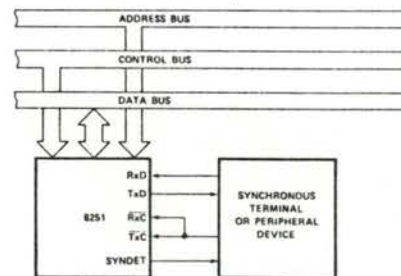 ADDRESS BUS
CONTROL BUS
DATA BUS
8251
RxD
TxD
RxC
TxC
SYNDET
SYNCHRONOUS
TERMINAL
OR PERIPHERAL
DEVICE